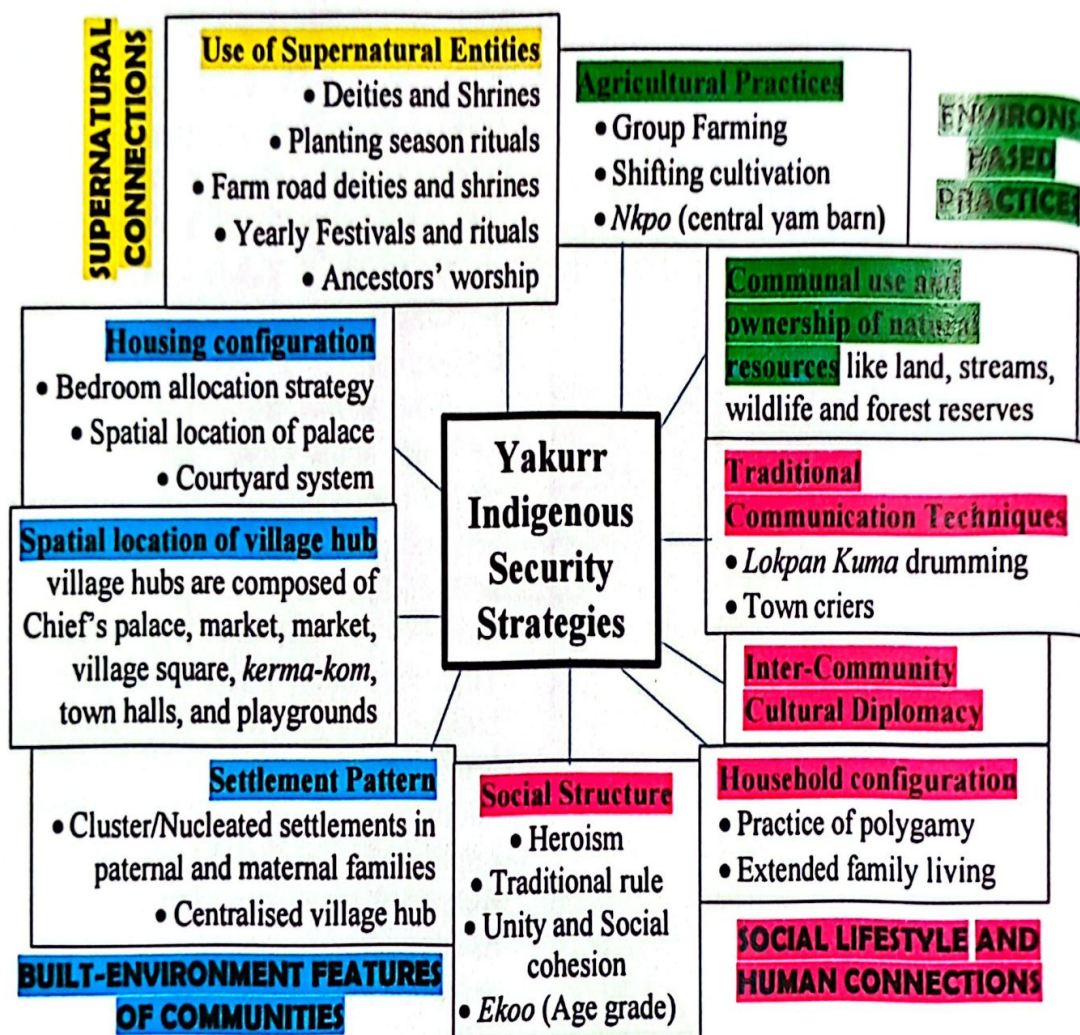 SUPERNATURAL
CONNECTIONS
Use of Supernatural Entities
• Deities and Shrines
• Planting season rituals
• Farm road deities and shrines
• Yearly Festivals and rituals
• Ancestors' worship
Agricultural Practices
• Group Farming
• Shifting cultivation
• Nkpo (central yam barn)
ENVIRONS-
BASED
PRACTICES
Housing configuration
• Bedroom allocation strategy
• Spatial location of palace
• Courtyard system
Communal use and
ownership of natural
resources like land, streams,
wildlife and forest reserves
Yakurr
Indigenous
Security
Strategies
Spatial location of village hub
village hubs are composed of
Chief's palace, market, market,
village square, kerma-kom,
town halls, and playgrounds
Traditional
Communication Techniques
• Lokpan Kuma drumming
• Town criers
Inter-Community
Cultural Diplomacy
Settlement Pattern
• Cluster/Nucleated settlements in
paternal and maternal families
• Centralised village hub
Social Structure
• Heroism
• Traditional rule
• Unity and Social
cohesion
• Ekoo (Age grade)
Household configuration
• Practice of polygamy
• Extended family living
BUILT-ENVIRONMENT FEATURES
OF COMMUNITIES
SOCIAL LIFESTYLE AND
HUMAN CONNECTIONS